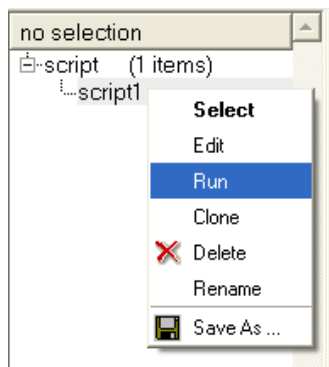 no selection
script (1 items)
script1
Select
Edit
Run
Clone
Delete
Rename
Save As ...